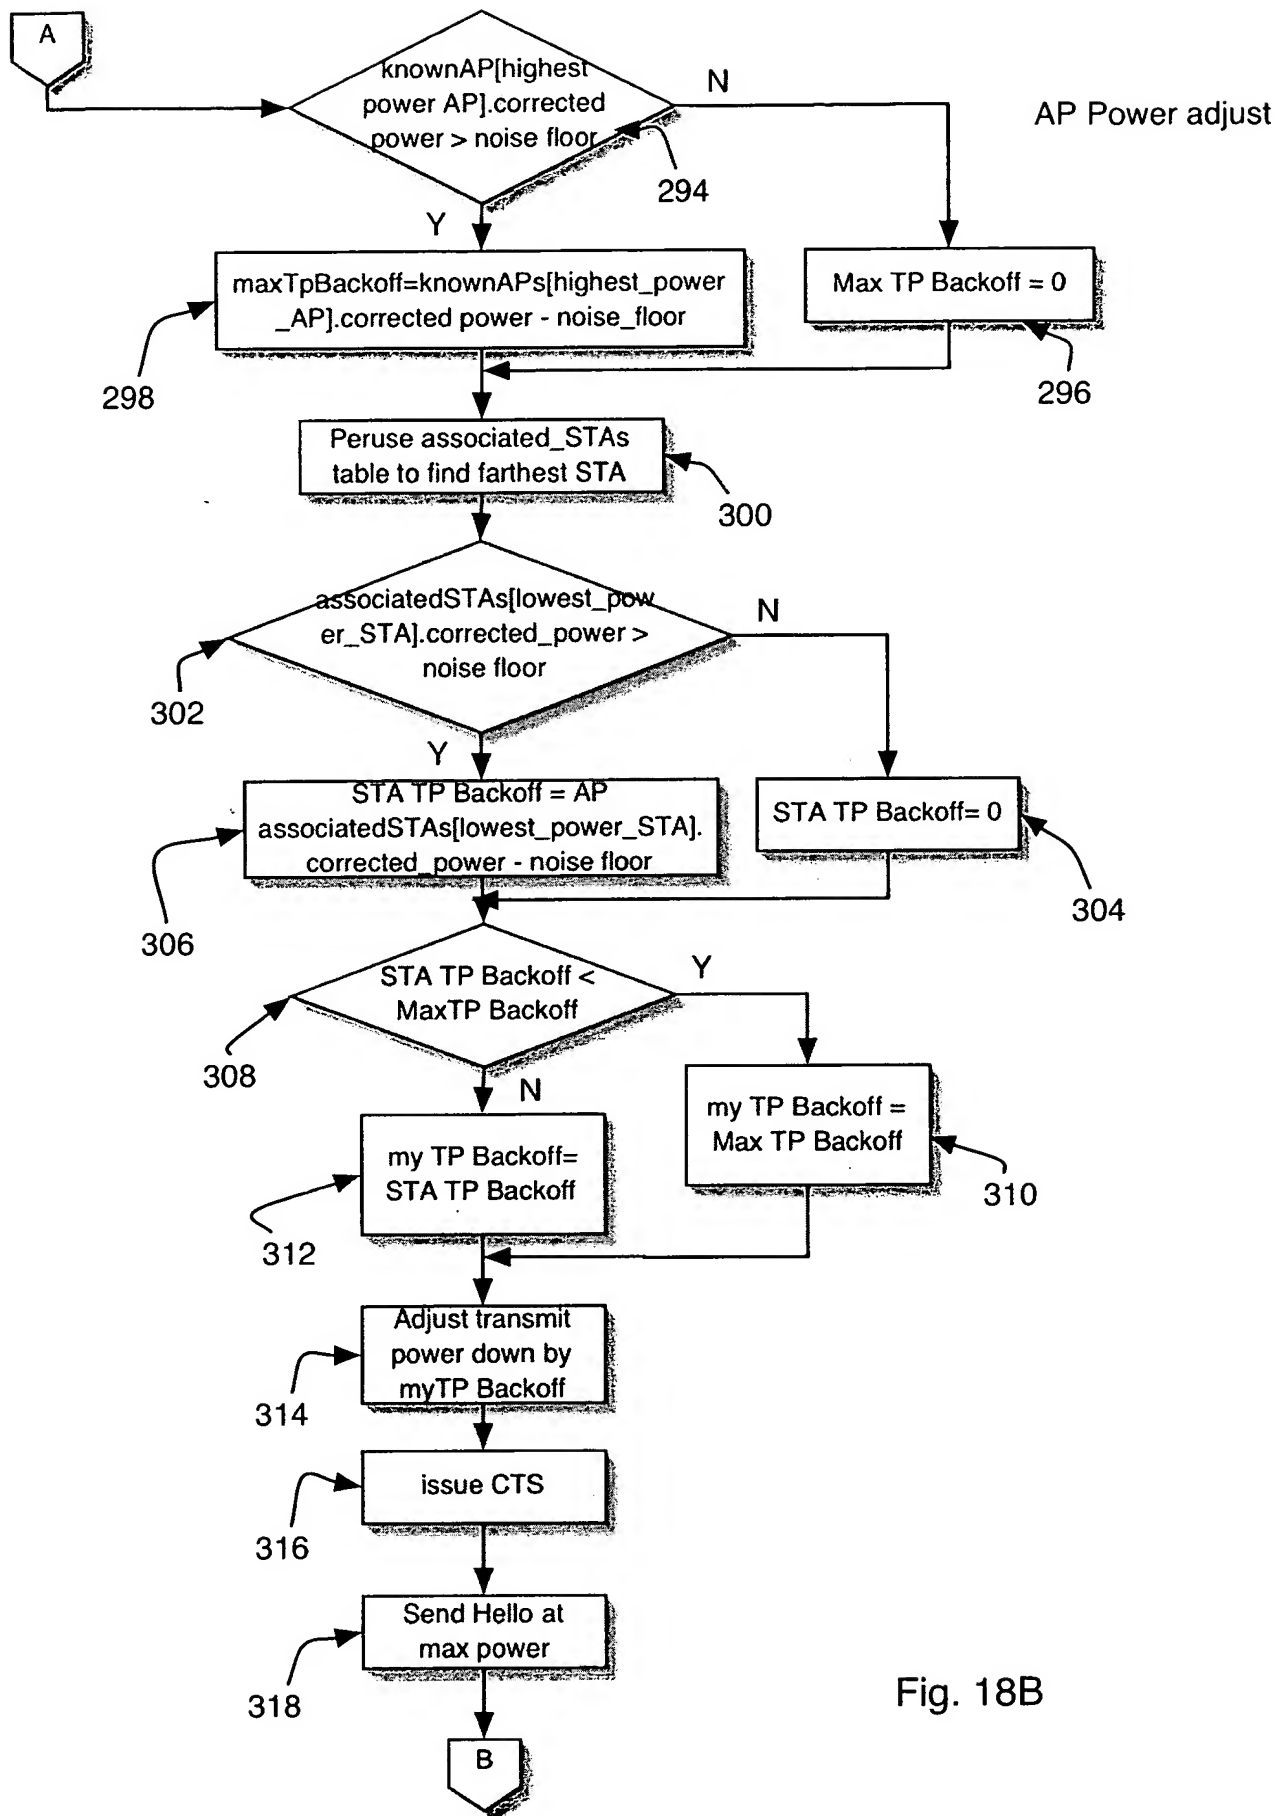 A
knownAP[highest
power AP].corrected
power > noise floor
N
AP Power adjust
294
Y
maxTpBackoff=knownAPs[highest_power
_AP].corrected power - noise_floor
Max TP Backoff = 0
298
296
Peruse associated_STAs
table to find farthest STA
300
associatedSTAs[lowest_pow
er_STA].corrected_power >
noise floor
N
302
Y
STA TP Backoff = AP
associatedSTAs[lowest_power_STA].
corrected_power - noise floor
STA TP Backoff= 0
306
304
STA TP Backoff <
MaxTP Backoff
Y
308
N
my TP Backoff =
Max TP Backoff
my TP Backoff=
STA TP Backoff
310
312
Adjust transmit
power down by
myTP Backoff
314
issue CTS
316
Send Hello at
max power
318
Fig. 18B
B